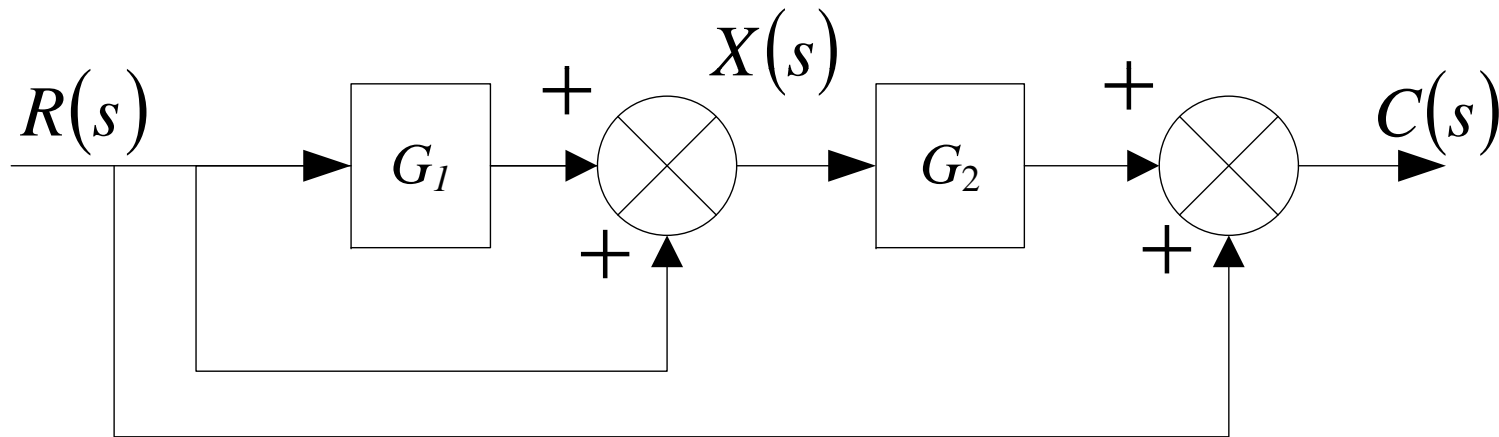 R(s)
+
G1
X(s)
+
G2
+
C(s)
+